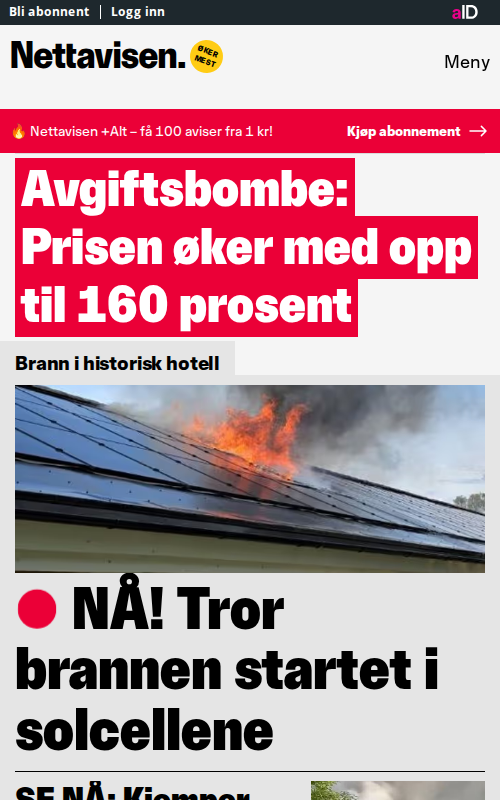 Bli abonnent | Logg inn
aID
Nettavisen.
ØKER
MEST
Meny
🔥 Nettavisen +Alt – få 100 aviser fra 1 kr!
Kjøp abonnement →
Avgiftsbombe:
Prisen øker med opp
til 160 prosent
Brann i historisk hotell
NÅ! Tror
brannen startet i
solcellene
SE NÅ: Kjemper